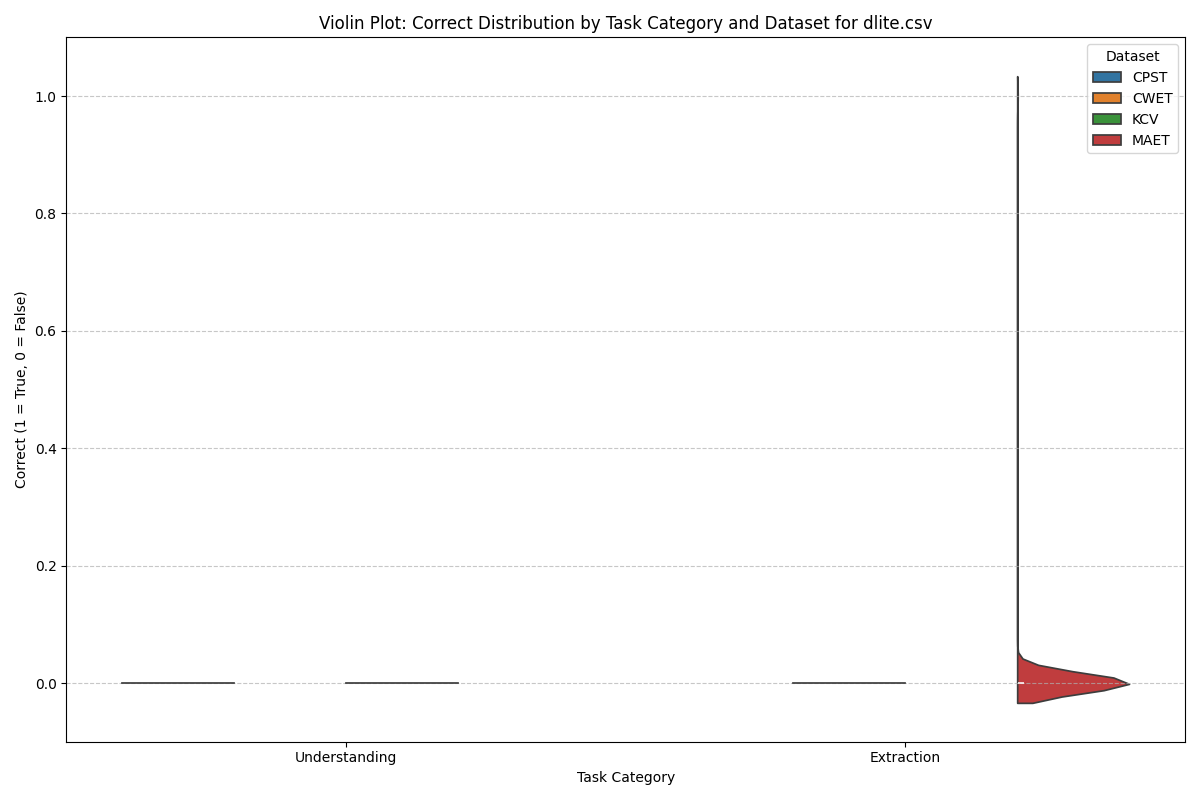 Violin Plot: Correct Distribution by Task Category and Dataset for dlite.csv
Dataset
CPST
CWET
KCV
MAET
1.0
0.8
0.6
0.4
0.2
0.0
Correct (1 = True, 0 = False)
Understanding
Extraction
Task Category